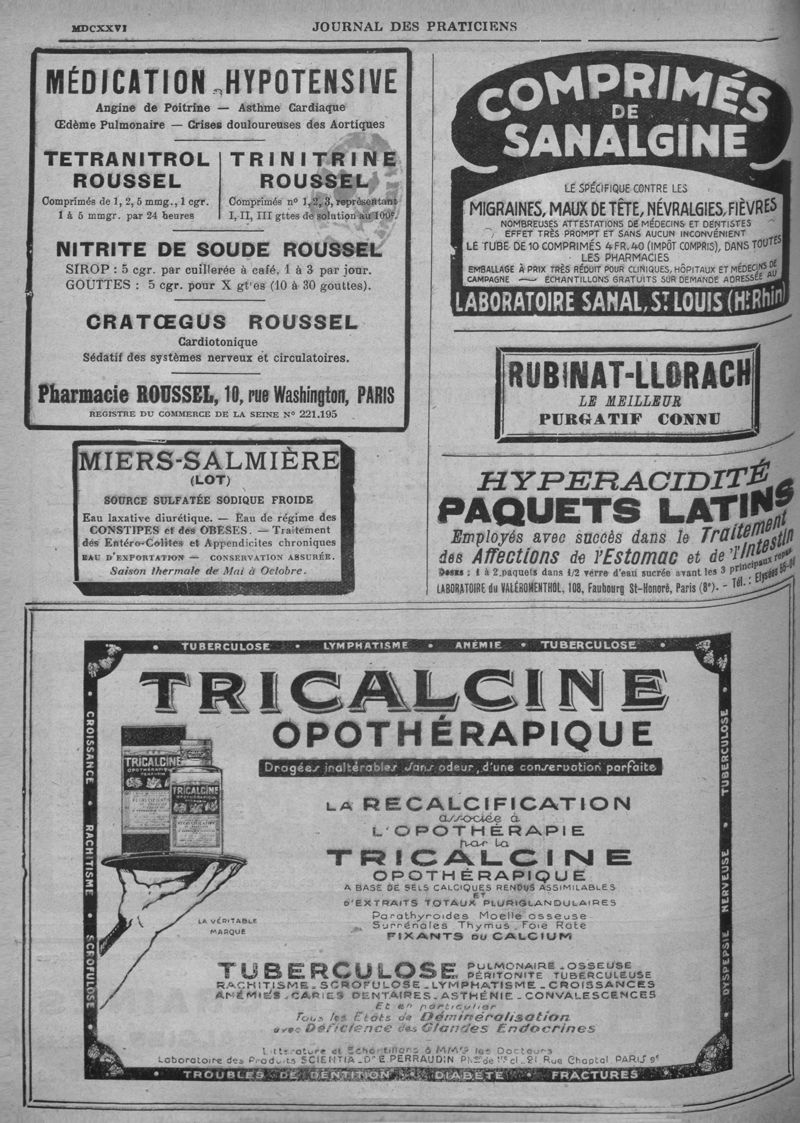 MDCXXVI
JOURNAL DES PRATICIENS
MÉDICATION HYPOTENSIVE
Angine de Poitrine — Asthme Cardiaque
Œdème Pulmonaire — Crises douloureuses des Aortiques
TETRANITROL
ROUSSEL
Comprimés de 1, 2, 5 mmg., 1 cgr.
1 à 5 mmgr. par 24 heures
TRINITRINE
ROUSSEL
Comprimés nº 1, 2, 3, représentant
I, II, III gttes de solution au 100e.
NITRITE DE SOUDE ROUSSEL
SIROP : 5 cgr. par cuillerée à café, 1 à 3 par jour.
GOUTTES : 5 cgr. pour X gt'es (10 à 30 gouttes).
CRATŒGUS ROUSSEL
Cardiotonique
Sédatif des systèmes nerveux et circulatoires.
Pharmacie ROUSSEL, 10, rue Washington, PARIS
REGISTRE DU COMMERCE DE LA SEINE Nº 221.195
MIERS-SALMIÈRE
(LOT)
SOURCE SULFATÉE SODIQUE FROIDE
Eau laxative diurétique. — Eau de régime des
CONSTIPES et des OBESES. — Traitement
des Entéro-Colites et Appendicites chroniques
EAU D'EXPORTATION — CONSERVATION ASSURÉE.
Saison thermale de Mai à Octobre.
COMPRIMÉS
DE
SANALGINE
LE SPÉCIFIQUE CONTRE LES
MIGRAINES, MAUX DE TÊTE, NÉVRALGIES, FIÈVRES
NOMBREUSES ATTESTATIONS DE MÉDECINS ET DENTISTES
EFFET TRÈS PROMPT ET SANS AUCUN INCONVÉNIENT
LE TUBE DE 10 COMPRIMÉS 4 FR.40 (IMPÔT COMPRIS), DANS TOUTES
LES PHARMACIES
EMBALLAGE À PRIX TRÈS RÉDUIT POUR CLINIQUES, HÔPITAUX ET MÉDECINS DE
CAMPAGNE — ÉCHANTILLONS GRATUITS SUR DEMANDE ADRESSÉE AU
LABORATOIRE SANAL, ST LOUIS (Ht Rhin)
RUBINAT-LLORACH
LE MEILLEUR
PURGATIF CONNU
HYPERACIDITÉ
PAQUETS LATINS
Employés avec succès dans le Traitement
des Affections de l'Estomac et de l'Intestin
DOSES : 1 à 2 paquets dans 1/2 verre d'eau sucrée avant les 3 principaux repas
LABORATOIRE du VALÉROMENTHOL, 108, Faubourg St-Honoré, Paris (8e). - Tél. : Elysées
TUBERCULOSE • LYMPHATISME • ANÉMIE • TUBERCULOSE
CROISSANCE • RACHITISME • SCROFULOSE
TUBERCULOSE • DYSPEPSIE NERVEUSE
TRICALCINE
OPOTHÉRAPIQUE
Dragées inaltérables sans odeur, d'une conservation parfaite
TRICALCINE
OPOTHÉRAPIQUE
TRICALCINE
OPOTHÉRAPIQUE
LA VÉRITABLE
MARQUE
LA RECALCIFICATION
associée à
L'OPOTHÉRAPIE
par la
TRICALCINE
OPOTHÉRAPIQUE
A BASE DE SELS CALCIQUES RENDUS ASSIMILABLES
ET
D'EXTRAITS TOTAUX PLURIGLANDULAIRES
Parathyroides Moelle osseuse
Surrénales Thymus, Foie Rate
FIXANTS DU CALCIUM
TUBERCULOSE PULMONAIRE - OSSEUSE
PÉRITONITE TUBERCULEUSE
RACHITISME - SCROFULOSE - LYMPHATISME - CROISSANCES
ANÉMIES - CARIES DENTAIRES - ASTHÉNIE - CONVALESCENCES
Et en particulier
Tous les Etats de Déminéralisation
avec Déficience des Glandes Endocrines
Littérature et Echantillons à MMrs les Docteurs
Laboratoire des Produits SCIENTIA - Dr E. PERRAUDIN Phen de 1re cl. 21 Rue Chaptal, PARIS 9e
TROUBLES DE DENTITION • DIABÈTE • FRACTURES